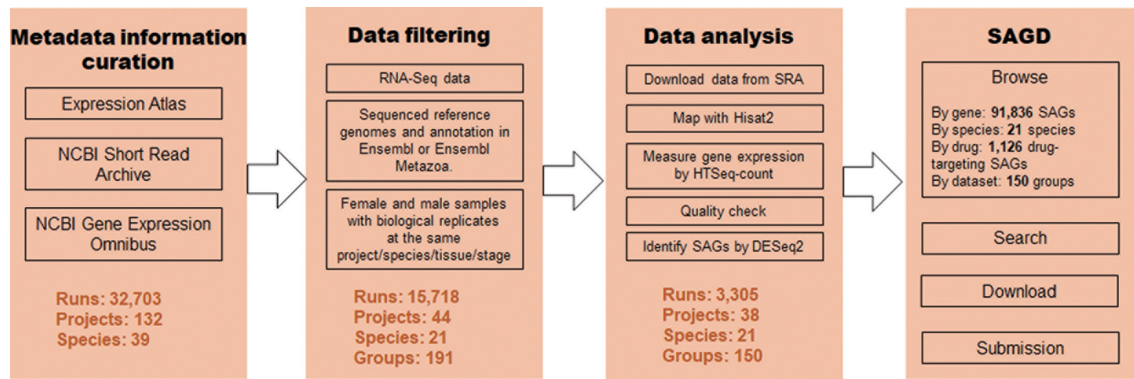 Metadata information
curation
Expression Atlas
NCBI Short Read
Archive
NCBI Gene Expression
Omnibus
Runs: 32,703
Projects: 132
Species: 39
Data filtering
RNA-Seq data
Sequenced reference
genomes and annotation in
Ensembl or Ensembl
Metazoa.
Female and male samples
with biological replicates
at the same
project/species/tissue/stage
Runs: 15,718
Projects: 44
Species: 21
Groups: 191
Data analysis
Download data from SRA
Map with Hisat2
Measure gene expression
by HTSeq-count
Quality check
Identify SAGs by DESeq2
Runs: 3,305
Projects: 38
Species: 21
Groups: 150
SAGD
Browse
By gene: 91,836 SAGs
By species: 21 species
By drug: 1,126 drug-
targeting SAGs
By dataset: 150 groups
Search
Download
Submission